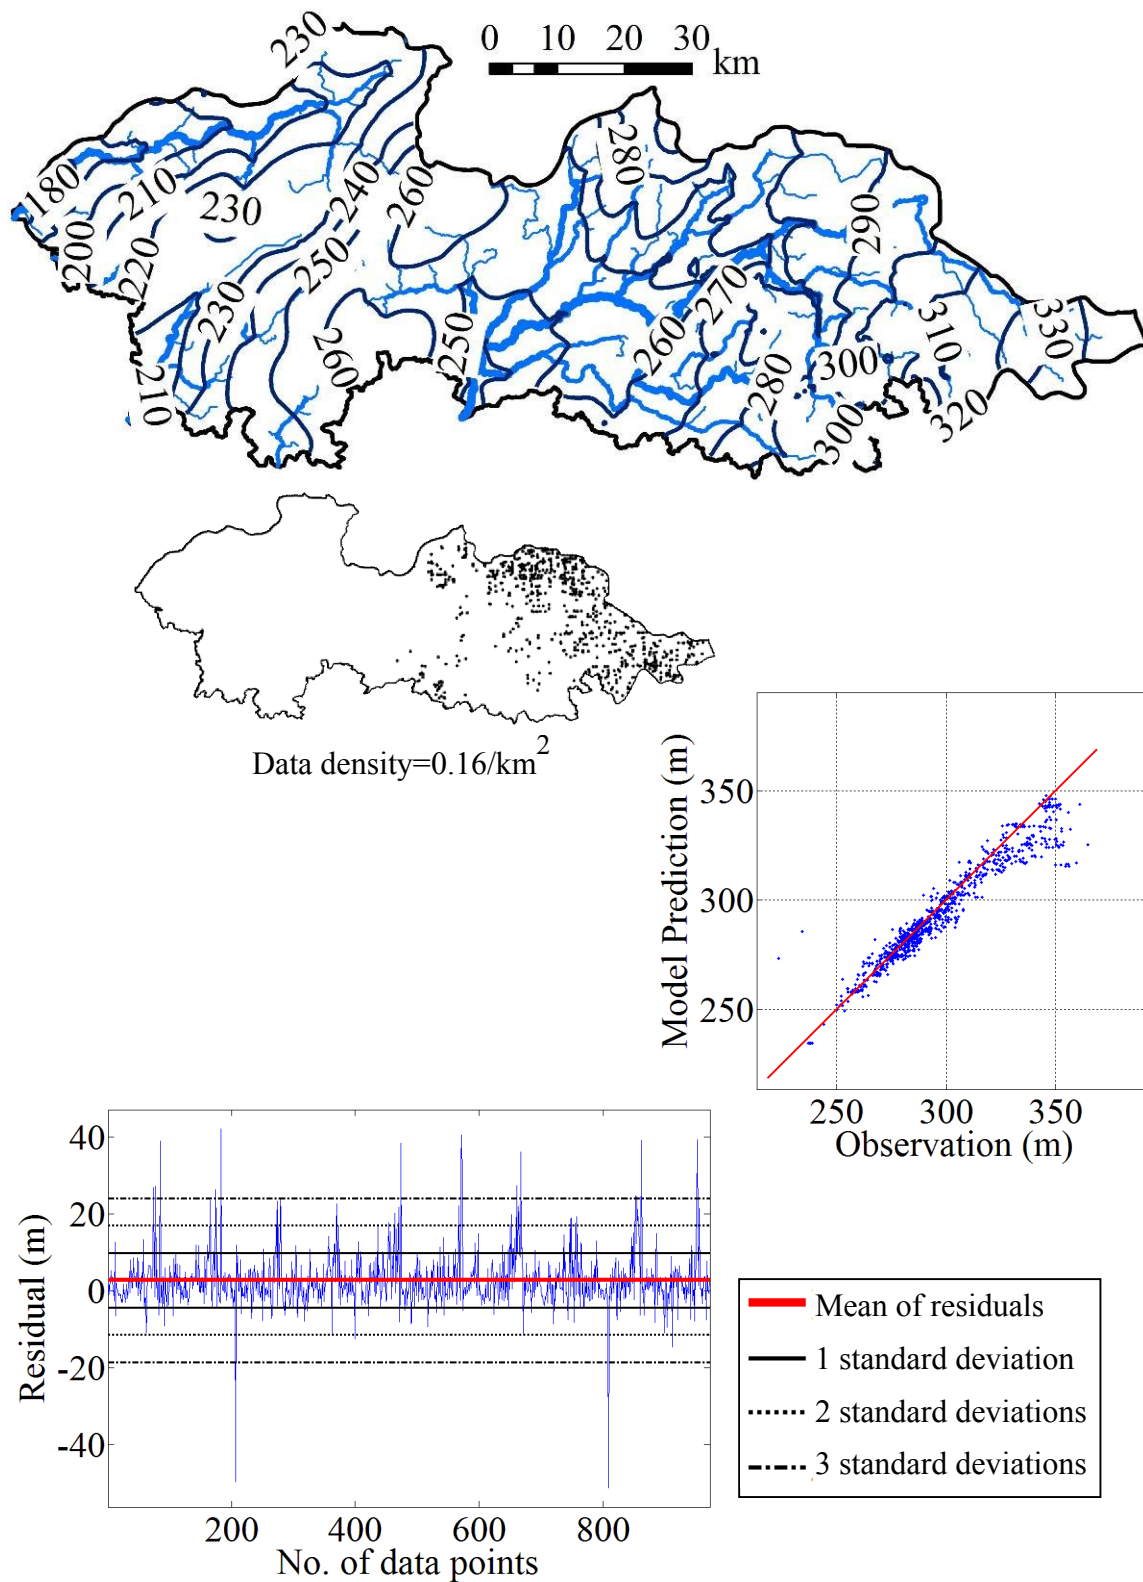 230
0 10 20 30
km
280
180
210
240
260
230
290
200
220
250
230
270
250
260
310
330
260
300
280
210
320
300
Data density=0.16/km2
Model Prediction (m)
350
300
250
250 300 350
Observation (m)
Residual (m)
40
20
0
-20
-40
200 400 600 800
No. of data points
Mean of residuals
1 standard deviation
2 standard deviations
3 standard deviations